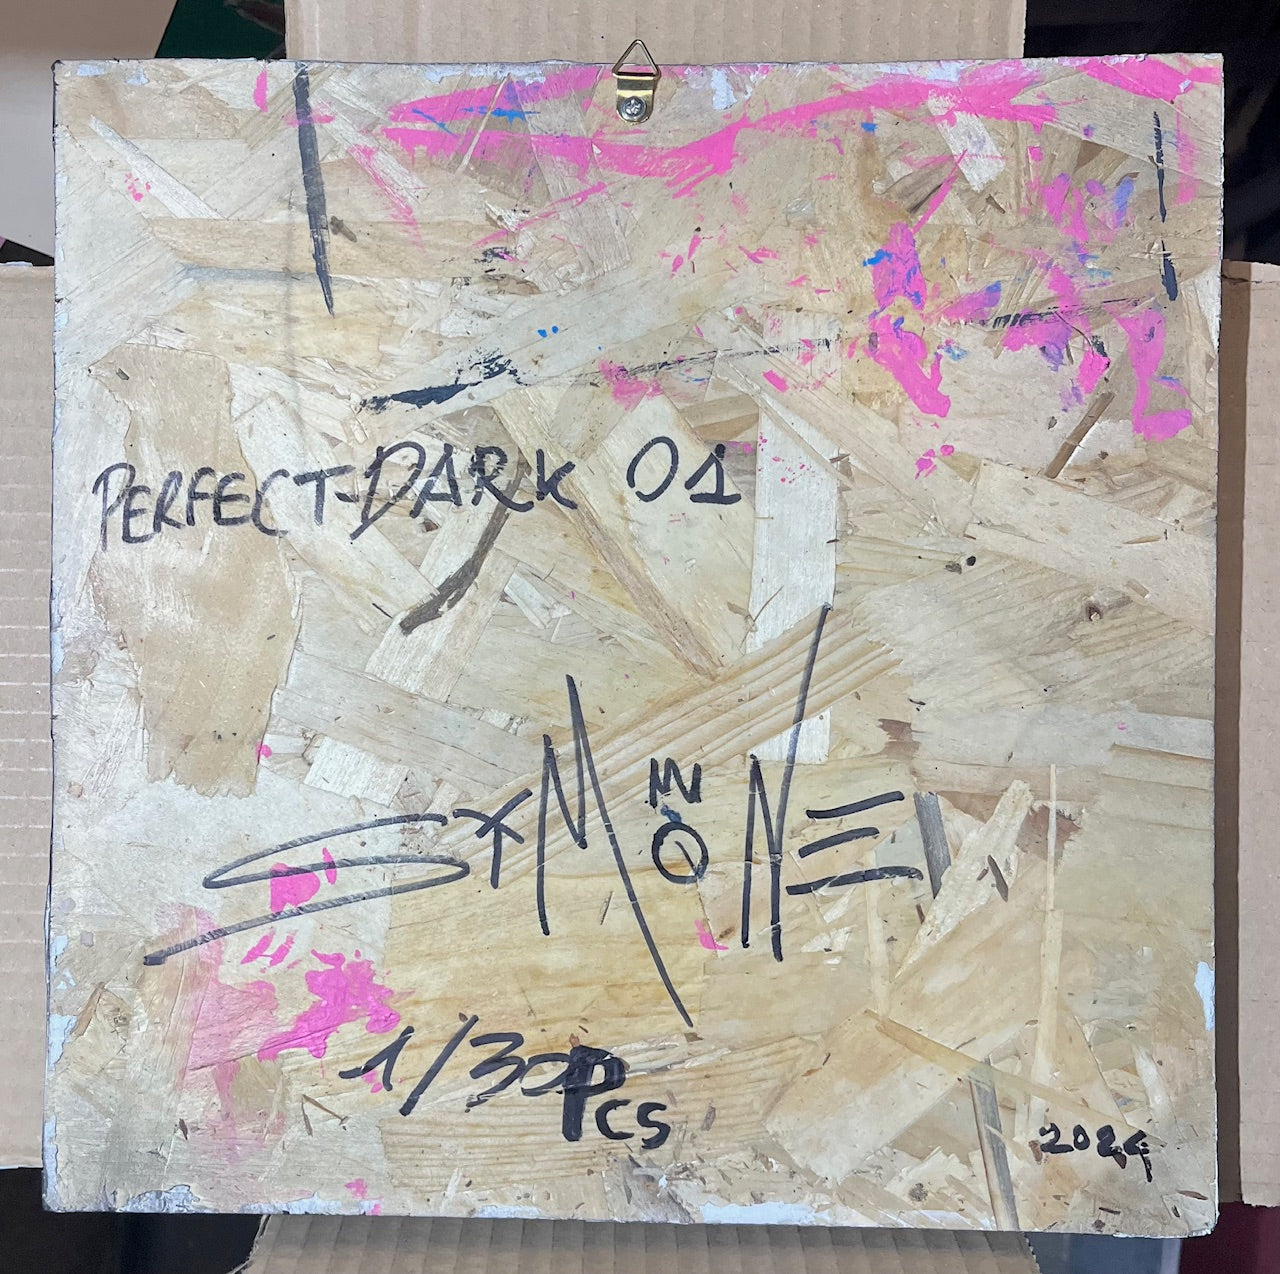 PERFECT-DARK 01
SIMONE
1/30PCS
2024